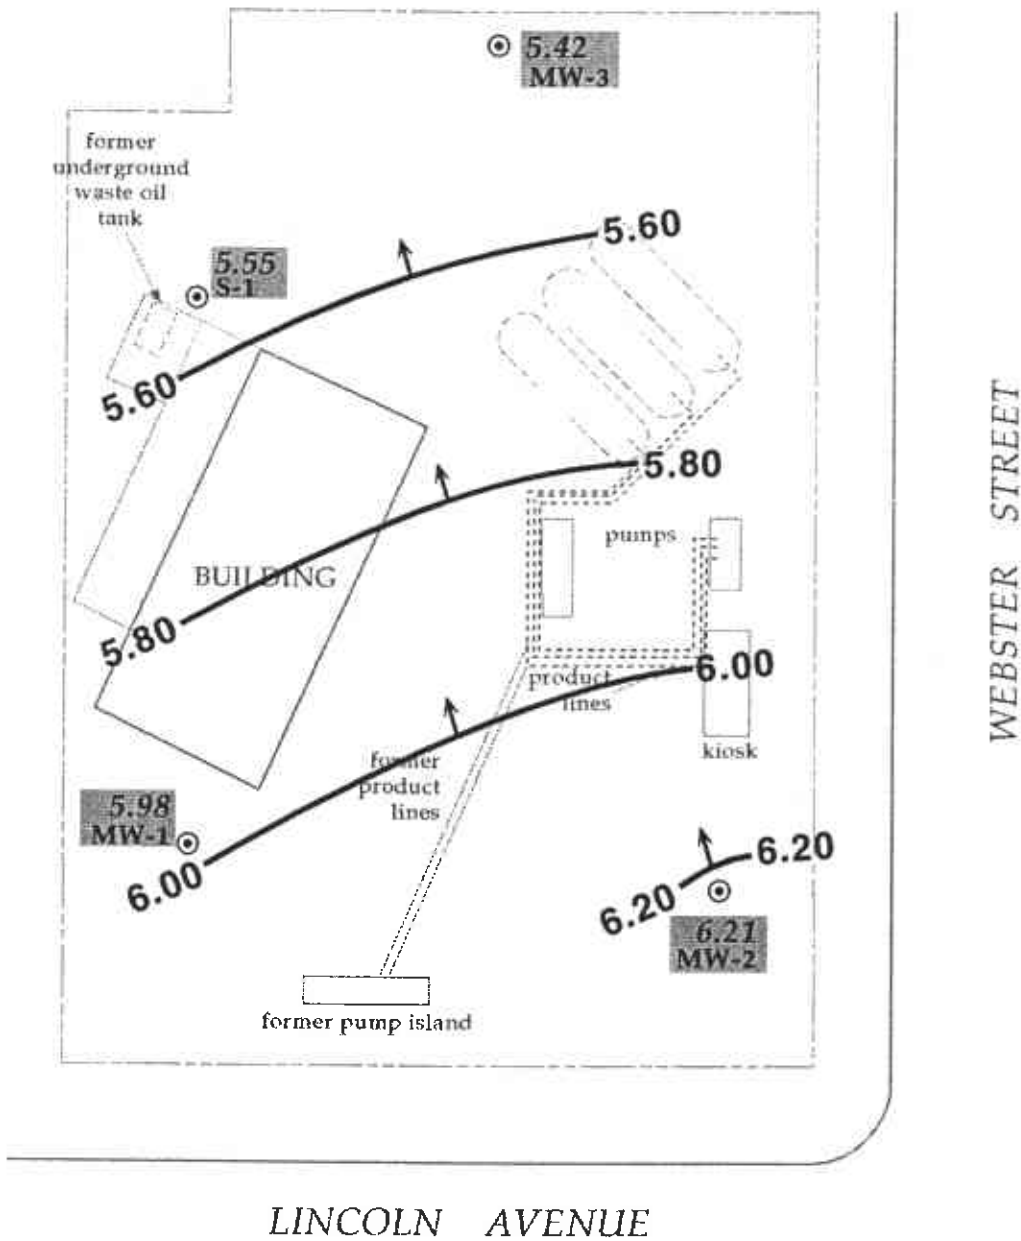 5.42
MW-3
former
underground
waste oil
tank
5.60
5.55
S-1
5.60
5.80
pumps
BUILDING
5.80
6.00
product
lines
kiosk
former
product
lines
5.98
MW-1
6.00
6.20
6.20
6.21
MW-2
former pump island
WEBSTER STREET
LINCOLN AVENUE